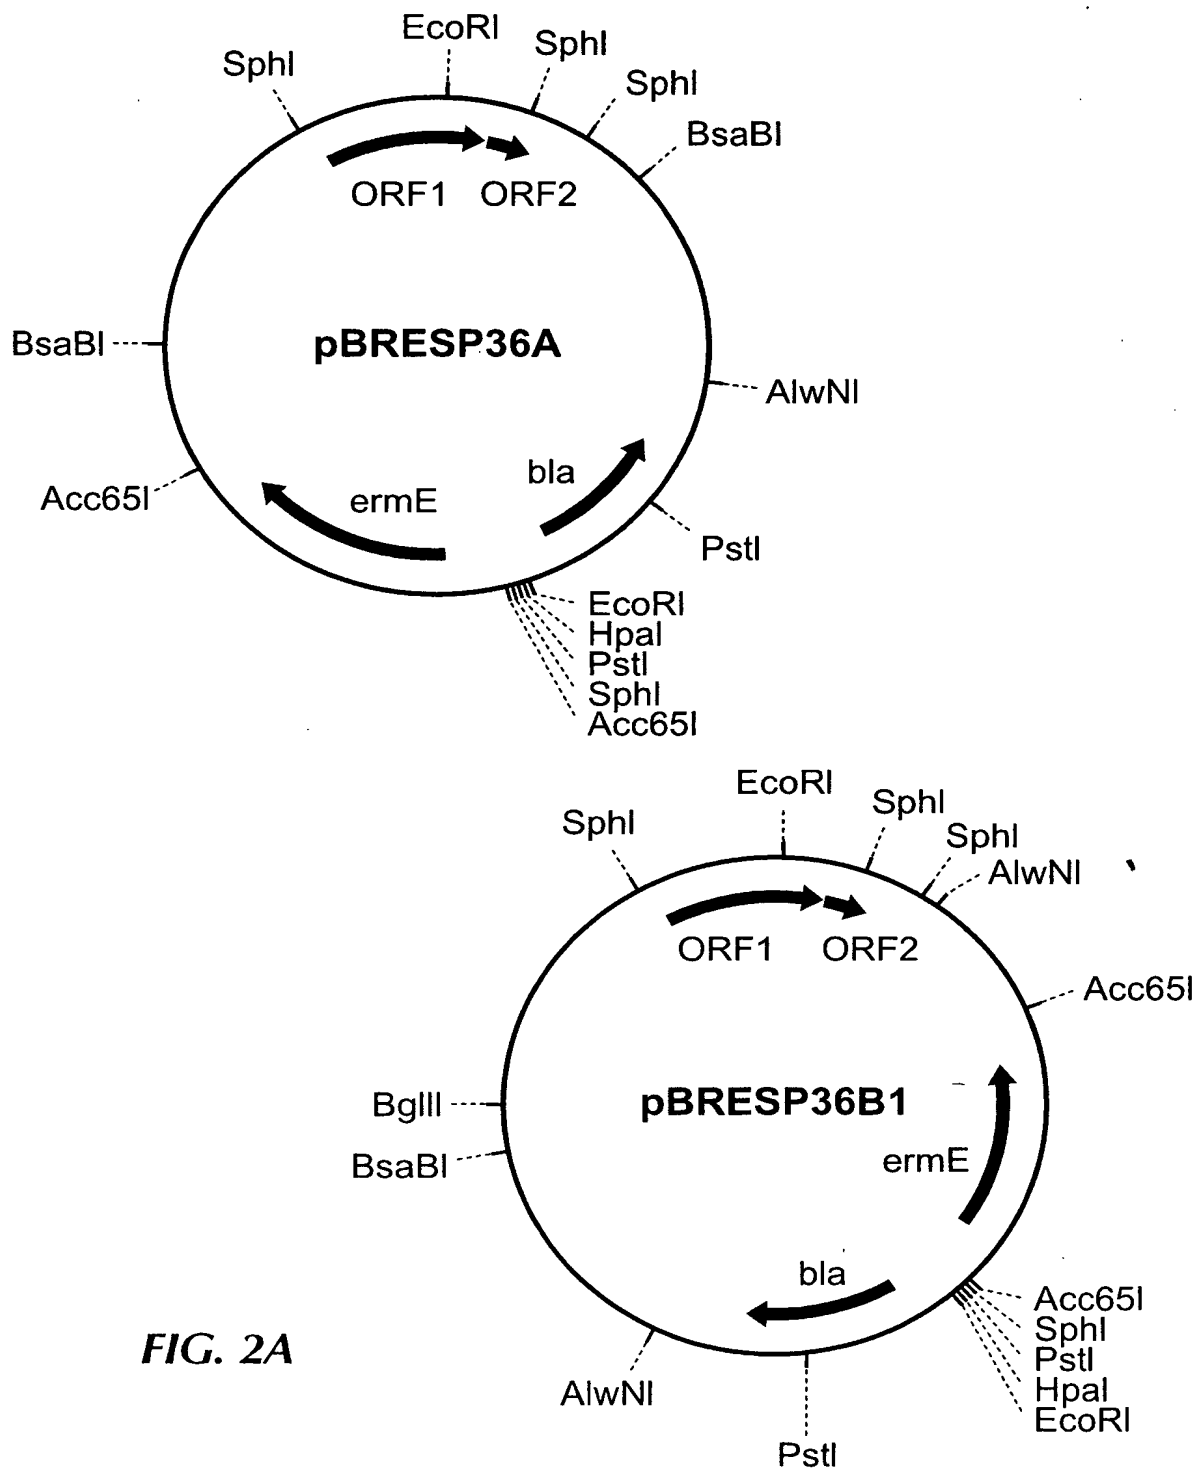 EcoRI
SphI
SphI
SphI
BsaBI
ORF1
ORF2
BsaBI
pBRESP36A
AlwNI
bla
Acc65I
ermE
PstI
EcoRI
HpaI
PstI
SphI
Acc65I
EcoRI
SphI
SphI
SphI
AlwNI
ORF1
ORF2
Acc65I
BglII
pBRESP36B1
BsaBI
ermE
bla
Acc65I
SphI
PstI
HpaI
EcoRI
FIG. 2A
AlwNI
PstI